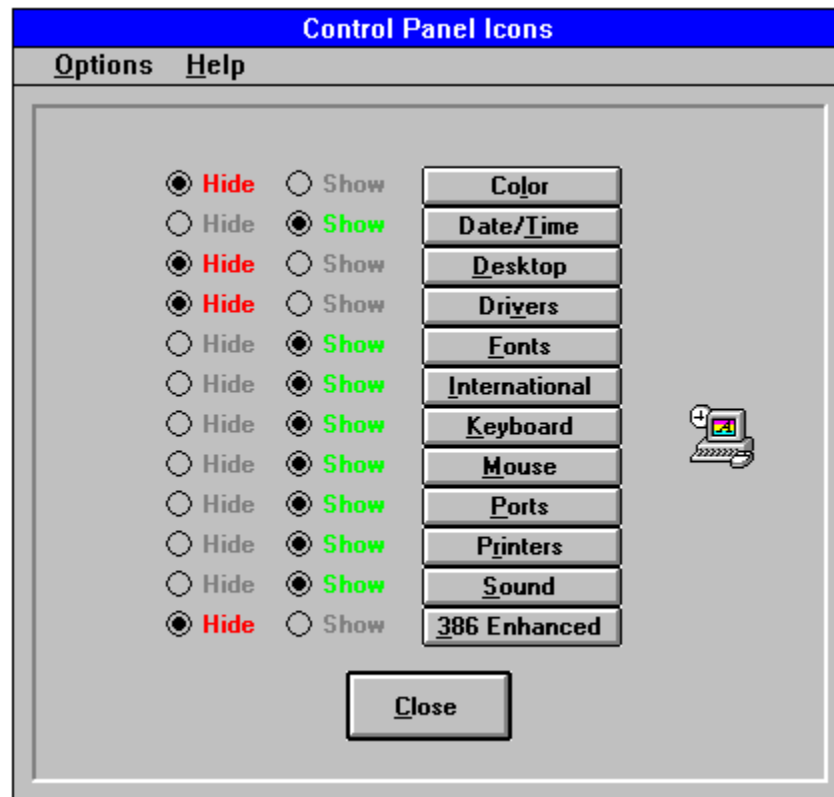 Control Panel Icons
Options Help
Hide Show Color
Hide Show Date/Time
Hide Show Desktop
Hide Show Drivers
Hide Show Fonts
Hide Show International
Hide Show Keyboard
Hide Show Mouse
Hide Show Ports
Hide Show Printers
Hide Show Sound
Hide Show 386 Enhanced
Close